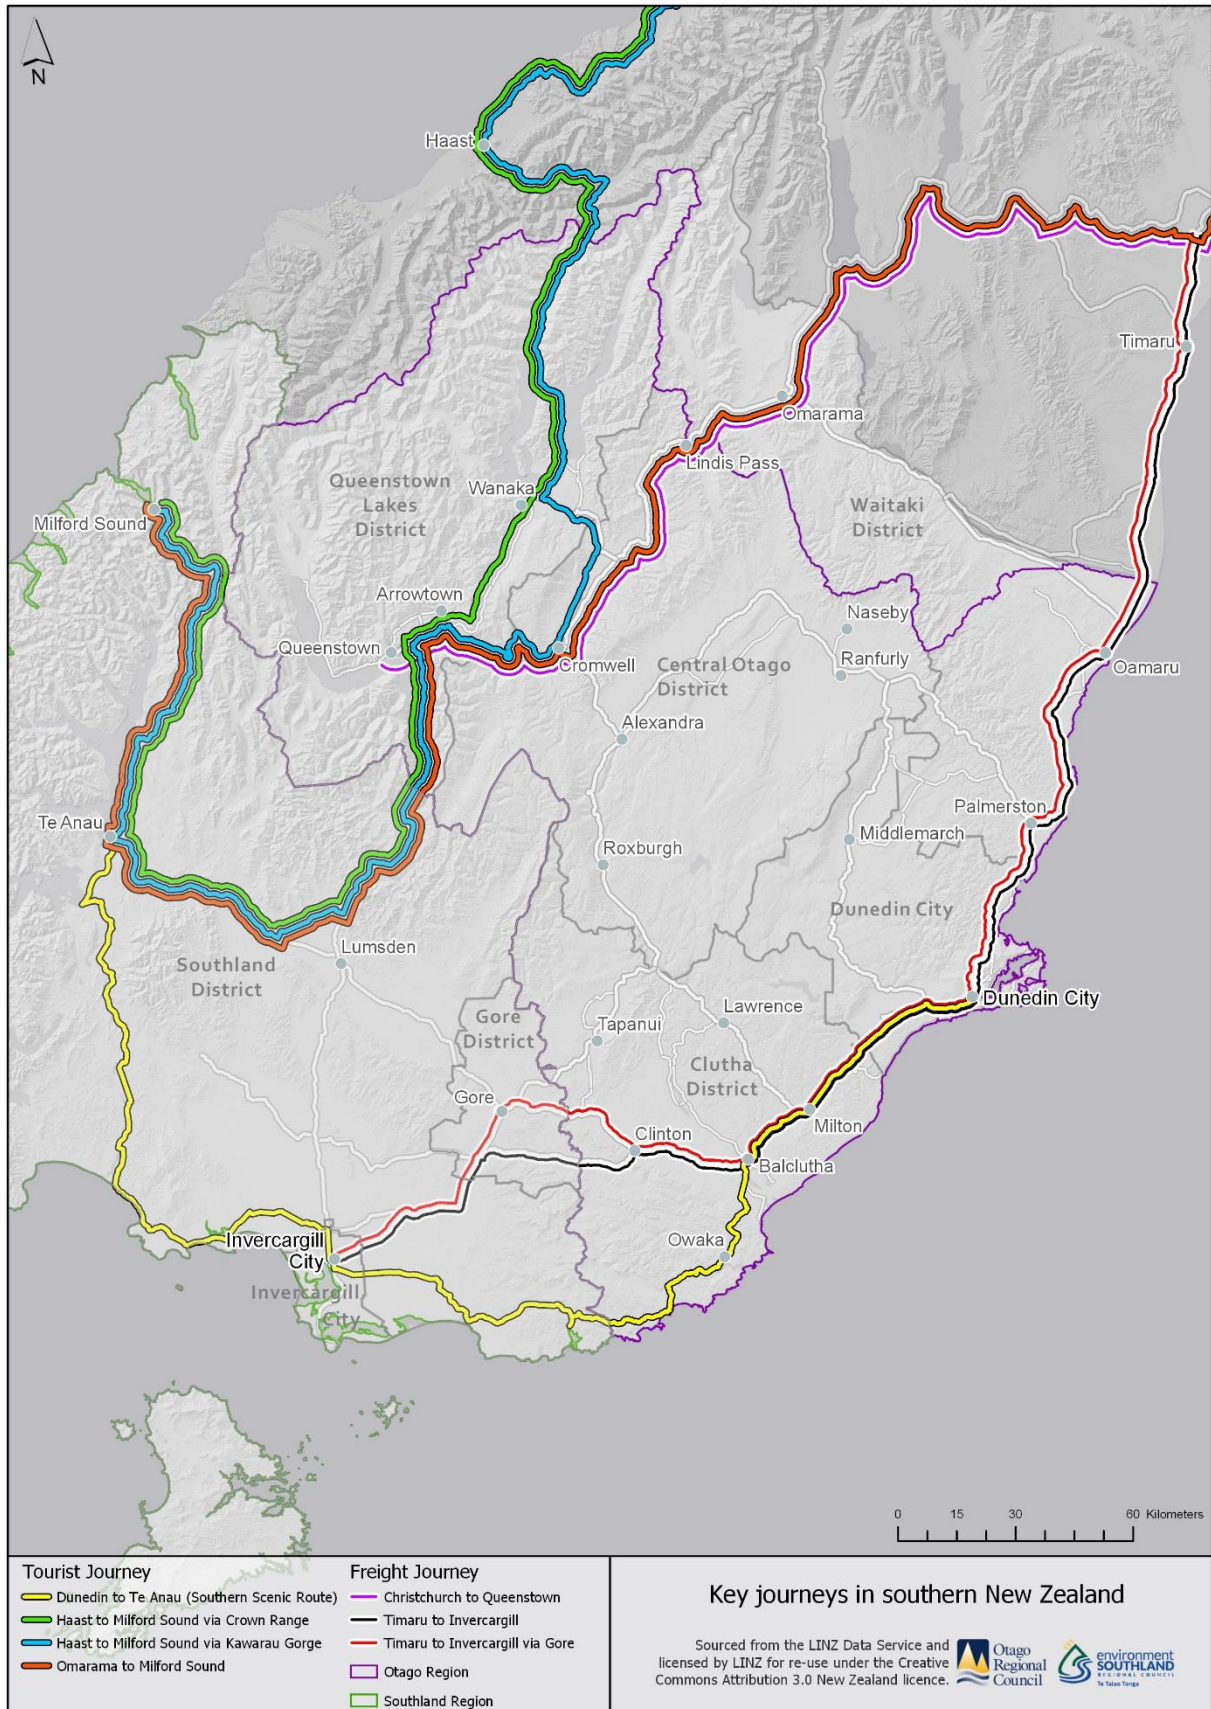 N
Haast
Timaru
Omarama
Lindis Pass
Queenstown
Lakes
District
Wanaka
Waitaki
District
Milford Sound
Arrowtown
Naseby
Queenstown
Cromwell
Central Otago
District
Ranfurly
Oamaru
Alexandra
Te Anau
Palmerston
Middlemarch
Roxburgh
Dunedin City
Lumsden
Southland
District
Dunedin City
Gore
District
Tapanui
Lawrence
Clutha
District
Gore
Milton
Clinton
Balclutha
Owaka
Invercargill
City
Invercargill
City
0 15 30 60 Kilometers
Tourist Journey
Dunedin to Te Anau (Southern Scenic Route)
Haast to Milford Sound via Crown Range
Haast to Milford Sound via Kawarau Gorge
Omarama to Milford Sound
Freight Journey
Christchurch to Queenstown
Timaru to Invercargill
Timaru to Invercargill via Gore
Otago Region
Southland Region
Key journeys in southern New Zealand
Sourced from the LINZ Data Service and
licensed by LINZ for re-use under the Creative
Commons Attribution 3.0 New Zealand licence.
Otago
Regional
Council
environment
SOUTHLAND
REGIONAL COUNCIL
Te Taiao Tonga